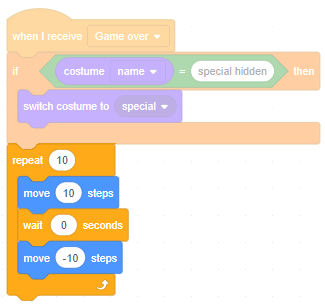 when I receive Game over
if costume name = special hidden then
switch costume to special
repeat 10
move 10 steps
wait 0 seconds
move -10 steps